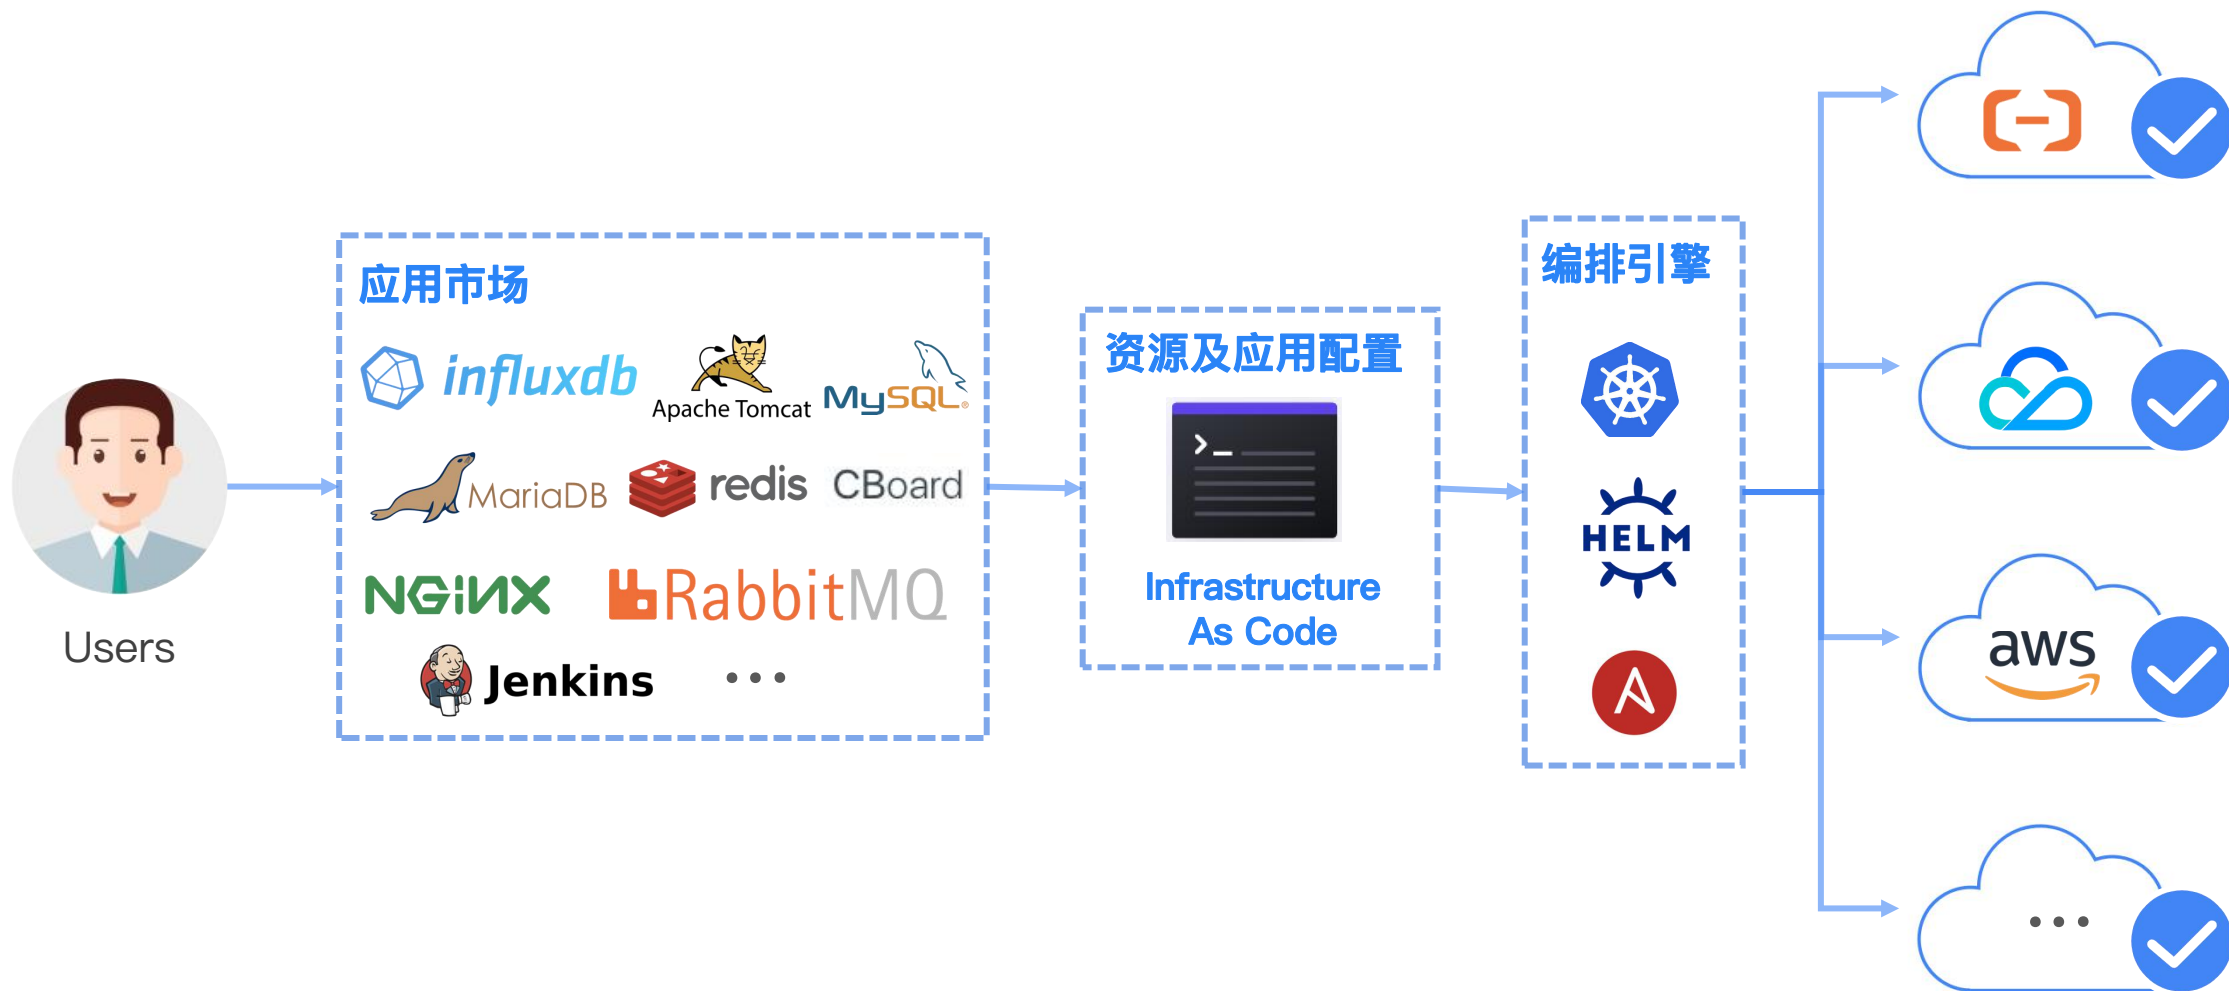 应用市场
influxdb
Apache Tomcat
MySQL®
MariaDB
redis
CBoard
NGiNX
RabbitMQ
Jenkins
...
Users
资源及应用配置
>_
Infrastructure
As Code
编排引擎
HELM
A
aws
...